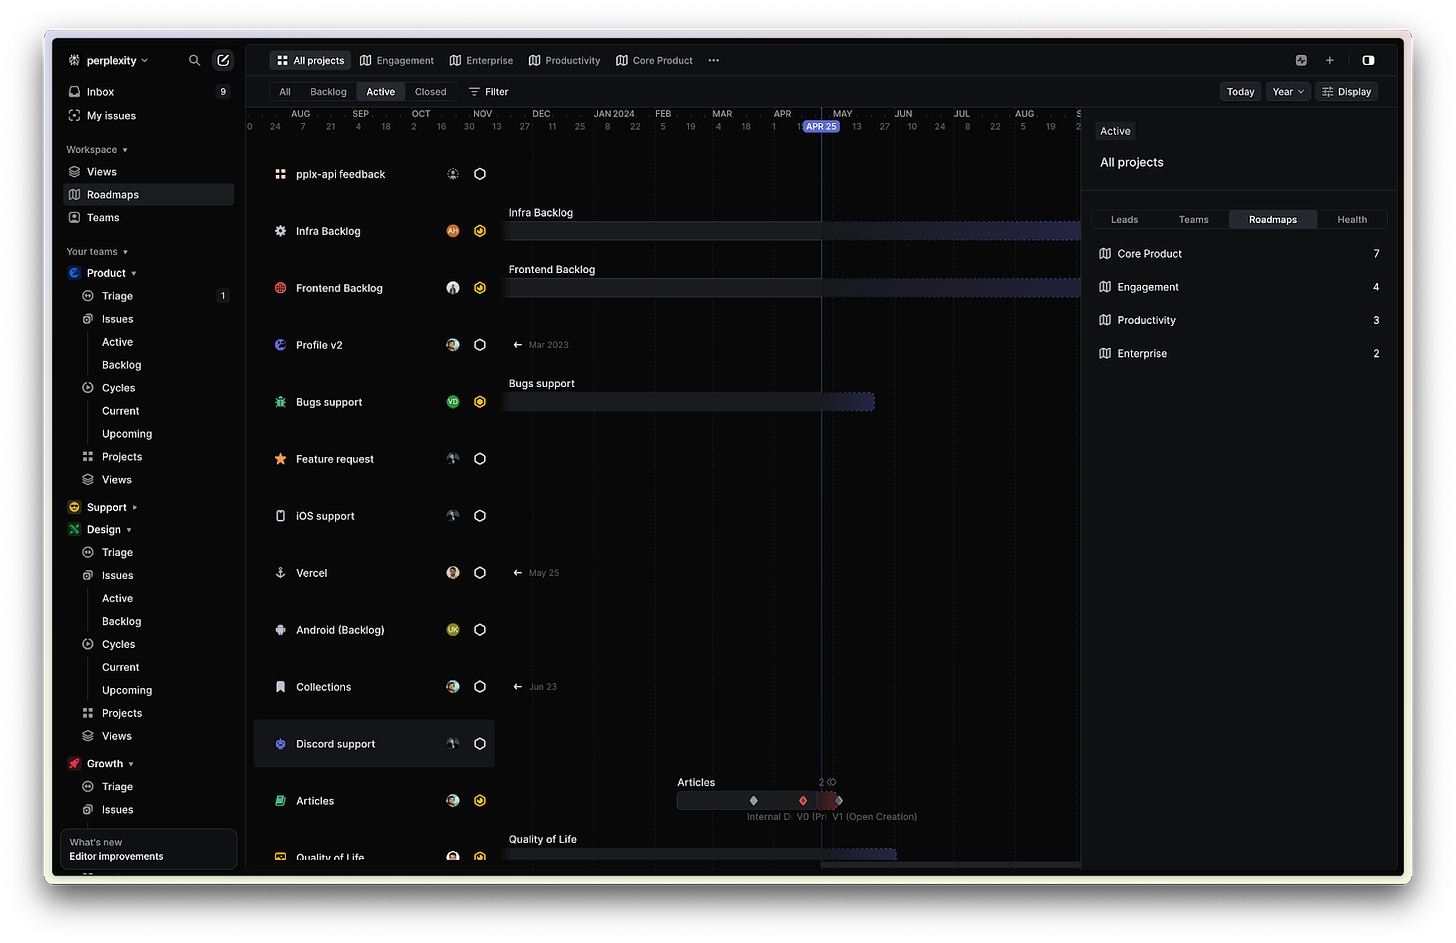 perplexity
Inbox 9
My issues
Workspace
Views
Roadmaps
Teams
Your teams
Product
Triage 1
Issues
Active
Backlog
Cycles
Current
Upcoming
Projects
Views
Support
Design
Triage
Issues
Active
Backlog
Cycles
Current
Upcoming
Projects
Views
Growth
Triage
Issues
What's new
Editor improvements
All projects Engagement Enterprise Productivity Core Product ...
All Backlog Active Closed Filter
Today Year Display
AUG SEP OCT NOV DEC JAN 2024 FEB MAR APR MAY JUN JUL AUG S
0 24 7 21 4 18 2 16 30 13 27 11 25 8 22 5 19 4 18 1 APR 25 13 27 10 24 8 22 5 19 2
pplx-api feedback
Infra Backlog AH
Infra Backlog
Frontend Backlog
Frontend Backlog
Profile v2
← Mar 2023
Bugs support VD
Bugs support
Feature request
iOS support
Vercel
← May 25
Android (Backlog) UK
Collections
← Jun 23
Discord support
Articles
Articles 2
Internal D V0 (Pri V1 (Open Creation)
Quality of Life
Quality of Life
Active
All projects
Leads Teams Roadmaps Health
Core Product 7
Engagement 4
Productivity 3
Enterprise 2